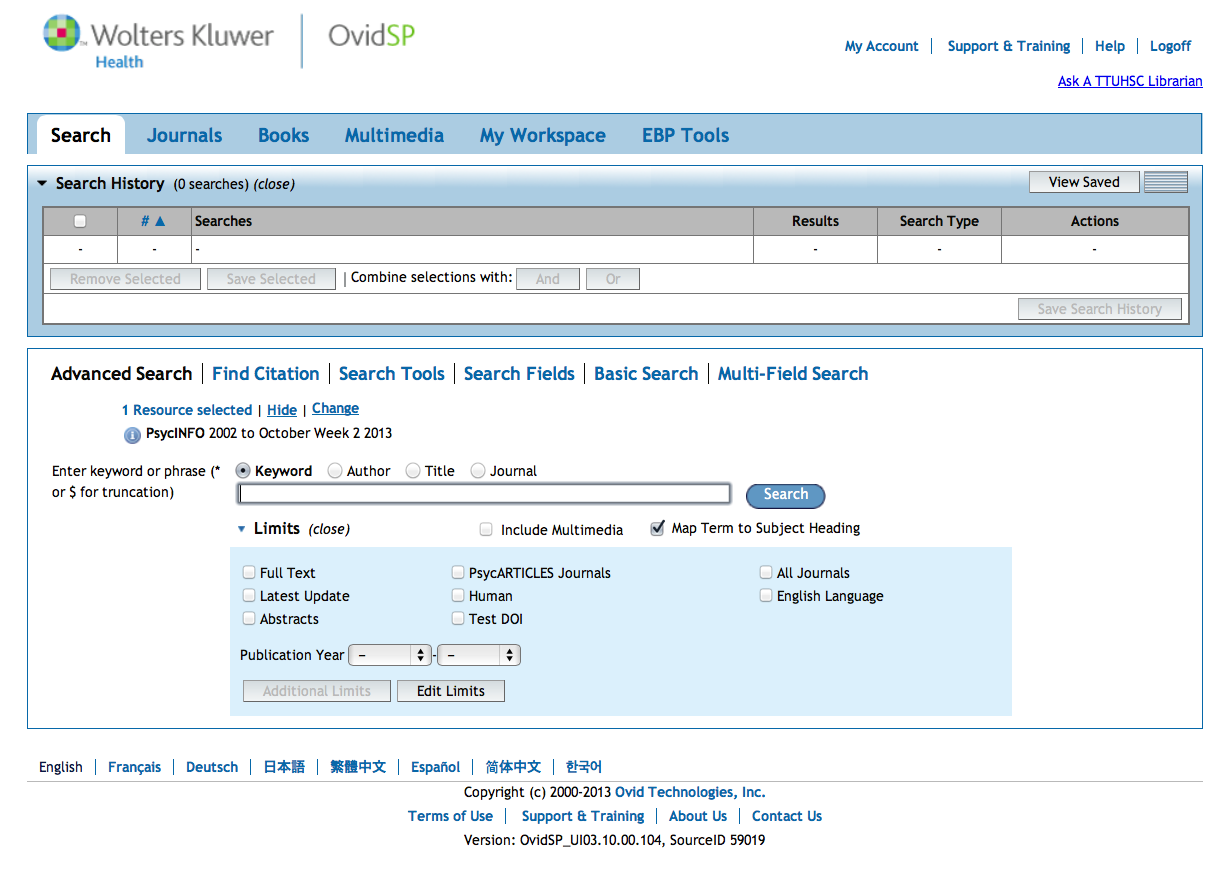 Wolters Kluwer Health OvidSP
My Account | Support & Training | Help | Logoff
Ask A TTUHSC Librarian
Search Journals Books Multimedia My Workspace EBP Tools
Search History (0 searches) (close) View Saved
# ▲ Searches Results Search Type Actions
- - - - - -
Remove Selected Save Selected | Combine selections with: And Or
Save Search History
Advanced Search | Find Citation | Search Tools | Search Fields | Basic Search | Multi-Field Search
1 Resource selected | Hide | Change
PsycINFO 2002 to October Week 2 2013
Enter keyword or phrase (* or $ for truncation) Keyword Author Title Journal
Search
Limits (close) Include Multimedia Map Term to Subject Heading
Full Text PsycARTICLES Journals All Journals
Latest Update Human English Language
Abstracts Test DOI
Publication Year - - -
Additional Limits Edit Limits
English | Français | Deutsch | 日本語 | 繁體中文 | Español | 简体中文 | 한국어
Copyright (c) 2000-2013 Ovid Technologies, Inc.
Terms of Use | Support & Training | About Us | Contact Us
Version: OvidSP_UI03.10.00.104, SourceID 59019